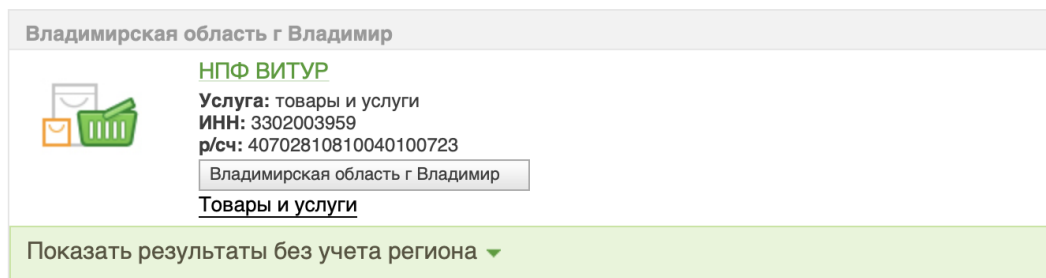 Владимирская область г Владимир
НПФ ВИТУР
Услуга: товары и услуги
ИНН: 3302003959
р/сч: 40702810810040100723
Владимирская область г Владимир
Товары и услуги
Показать результаты без учета региона